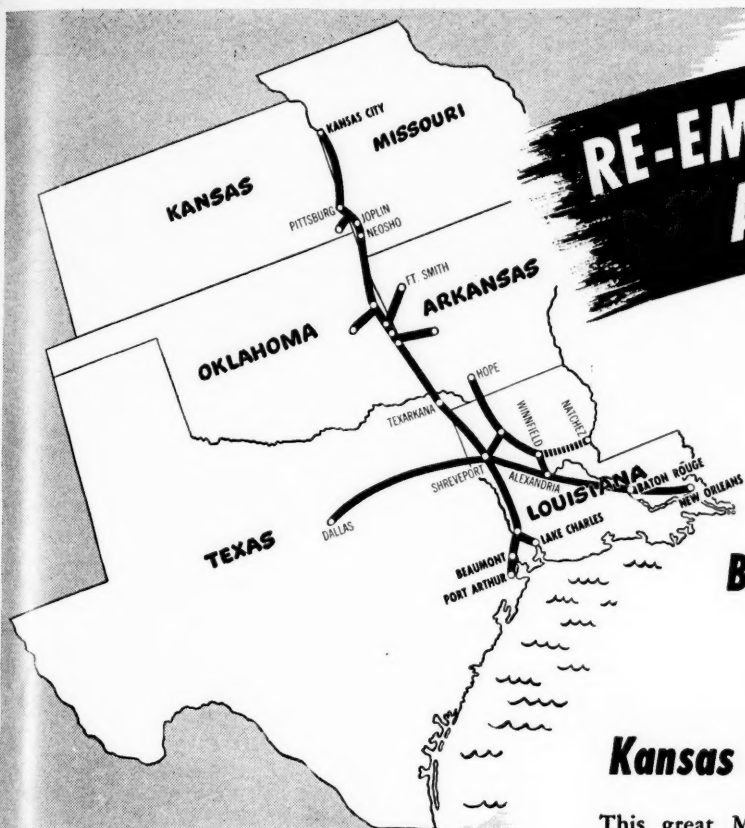 KANSAS CITY
MISSOURI
KANSAS
PITTSBURG
JOPLIN
NEOSHO
FT. SMITH
ARKANSAS
OKLAHOMA
HOPE
TEXARKANA
WINNFIELD
NATCHEZ
SHREVEPORT
ALEXANDRIA
LOUISIANA
BATON ROUGE
NEW ORLEANS
DALLAS
TEXAS
LAKE CHARLES
BEAUMONT
PORT ARTHUR
RE-EM
A
B
Kansas
This great M